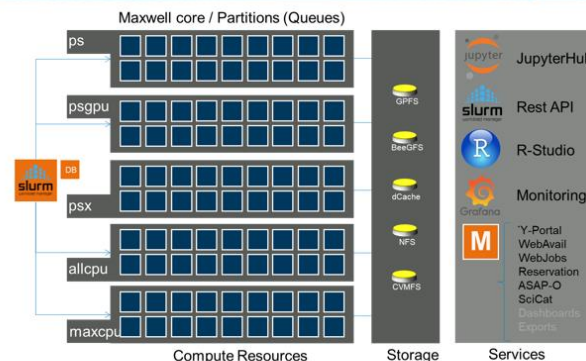 Maxwell core / Partitions (Queues)
ps
psgpu
slurm
DB
psx
allcpu
maxcpu
Compute Resources
GPFS
BeeGFS
dCache
NFS
CVMFS
Storage
jupyter
JupyterHub
slurm
Rest API
R
R-Studio
Grafana
Monitoring
M
Y-Portal
WebAvail
WebJobs
Reservation
ASAP-O
SciCat
Dashboards
Exports
Services